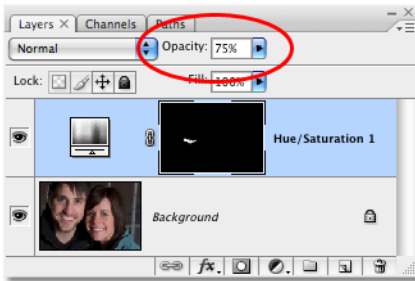 Layers × Channels Paths
Normal Opacity: 75%
Lock: Fill: 100%
Hue/Saturation 1
Background
fx.